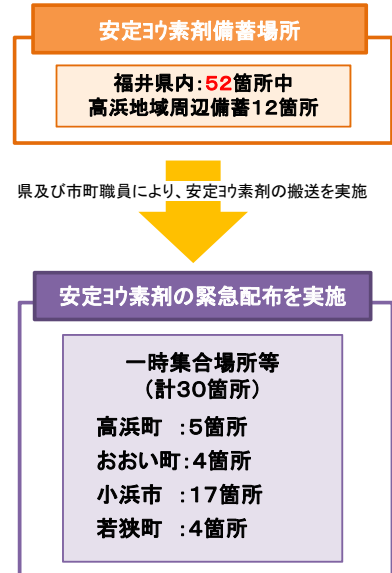 安定ﾖｳ素剤備蓄場所
福井県内：52箇所中
高浜地域周辺備蓄12箇所
県及び市町職員により、安定ﾖｳ素剤の搬送を実施
安定ﾖｳ素剤の緊急配布を実施
一時集合場所等
（計30箇所）
高浜町　：5箇所
おおい町：4箇所
小浜市　：17箇所
若狭町　：4箇所